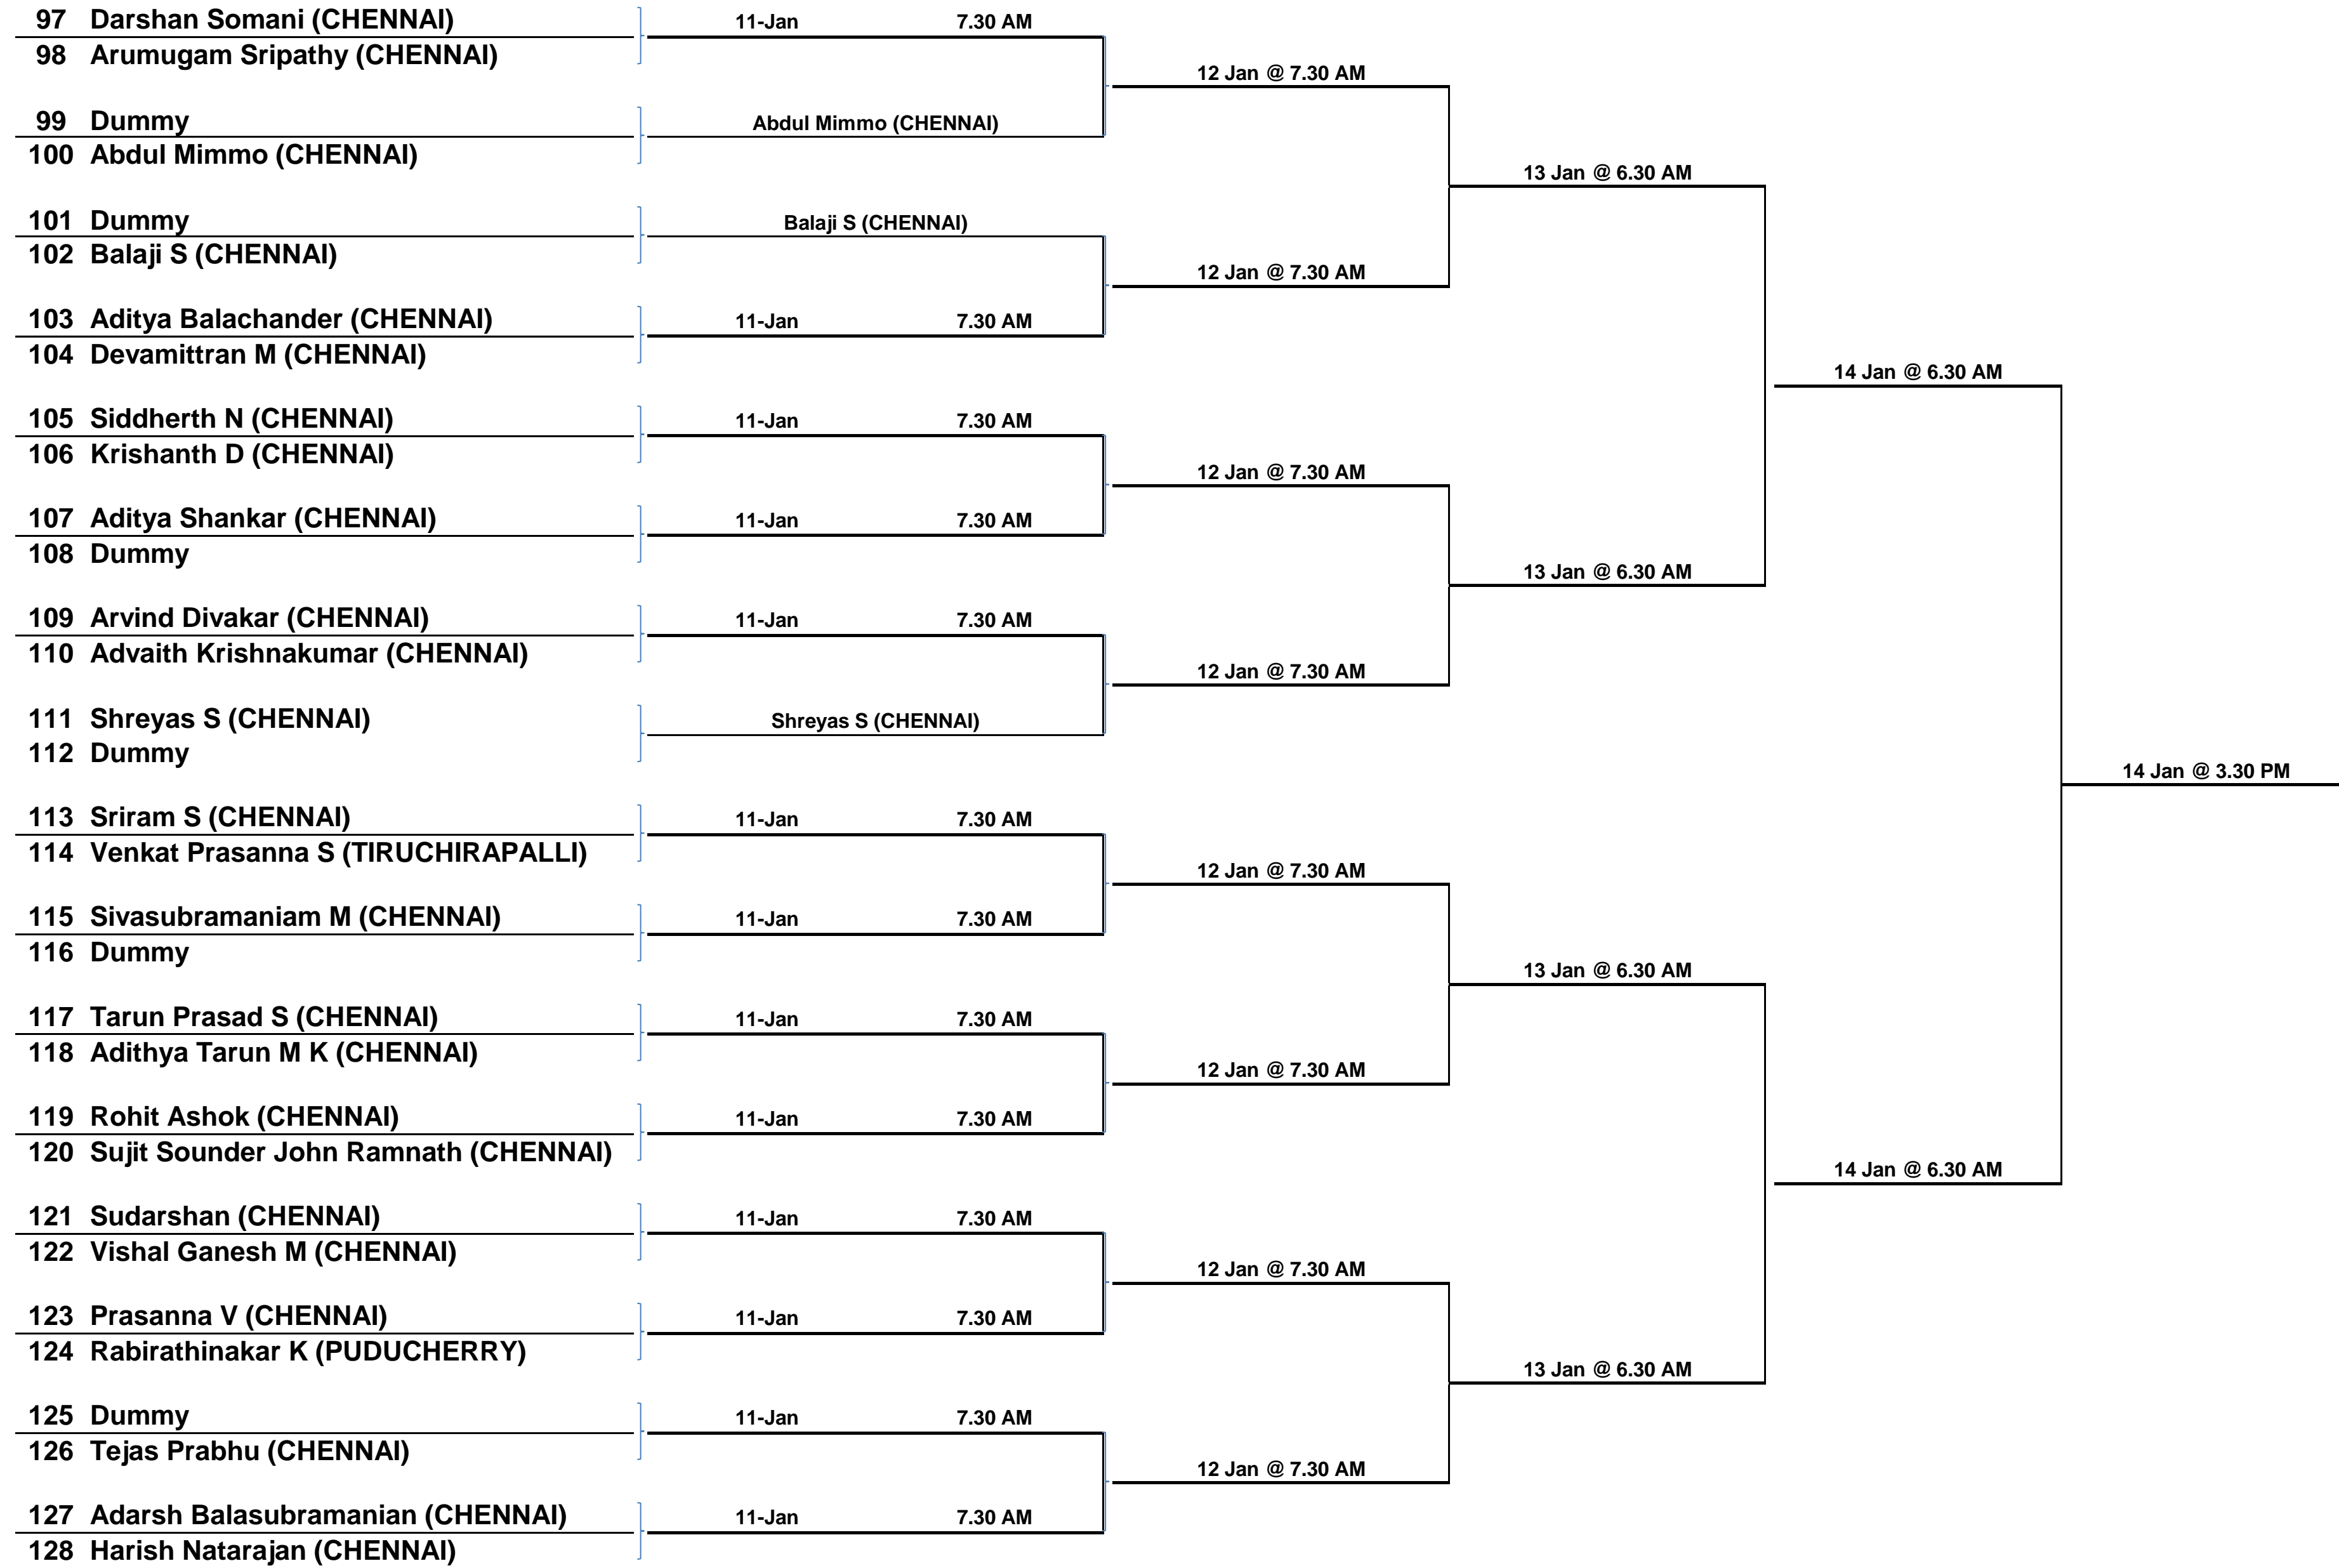 97 Darshan Somani (CHENNAI) 11-Jan 7.30 AM
98 Arumugam Sripathy (CHENNAI)
12 Jan @ 7.30 AM
99 Dummy Abdul Mimmo (CHENNAI)
100 Abdul Mimmo (CHENNAI)
13 Jan @ 6.30 AM
101 Dummy Balaji S (CHENNAI)
102 Balaji S (CHENNAI)
12 Jan @ 7.30 AM
103 Aditya Balachander (CHENNAI) 11-Jan 7.30 AM
104 Devamittran M (CHENNAI)
14 Jan @ 6.30 AM
105 Siddherth N (CHENNAI) 11-Jan 7.30 AM
106 Krishanth D (CHENNAI)
12 Jan @ 7.30 AM
107 Aditya Shankar (CHENNAI) 11-Jan 7.30 AM
108 Dummy
13 Jan @ 6.30 AM
109 Arvind Divakar (CHENNAI) 11-Jan 7.30 AM
110 Advaith Krishnakumar (CHENNAI)
12 Jan @ 7.30 AM
111 Shreyas S (CHENNAI) Shreyas S (CHENNAI)
112 Dummy
14 Jan @ 3.30 PM
113 Sriram S (CHENNAI) 11-Jan 7.30 AM
114 Venkat Prasanna S (TIRUCHIRAPALLI)
12 Jan @ 7.30 AM
115 Sivasubramaniam M (CHENNAI) 11-Jan 7.30 AM
116 Dummy
13 Jan @ 6.30 AM
117 Tarun Prasad S (CHENNAI) 11-Jan 7.30 AM
118 Adithya Tarun M K (CHENNAI)
12 Jan @ 7.30 AM
119 Rohit Ashok (CHENNAI) 11-Jan 7.30 AM
120 Sujit Sounder John Ramnath (CHENNAI)
14 Jan @ 6.30 AM
121 Sudarshan (CHENNAI) 11-Jan 7.30 AM
122 Vishal Ganesh M (CHENNAI)
12 Jan @ 7.30 AM
123 Prasanna V (CHENNAI) 11-Jan 7.30 AM
124 Rabirathinakar K (PUDUCHERRY)
13 Jan @ 6.30 AM
125 Dummy 11-Jan 7.30 AM
126 Tejas Prabhu (CHENNAI)
12 Jan @ 7.30 AM
127 Adarsh Balasubramanian (CHENNAI) 11-Jan 7.30 AM
128 Harish Natarajan (CHENNAI)